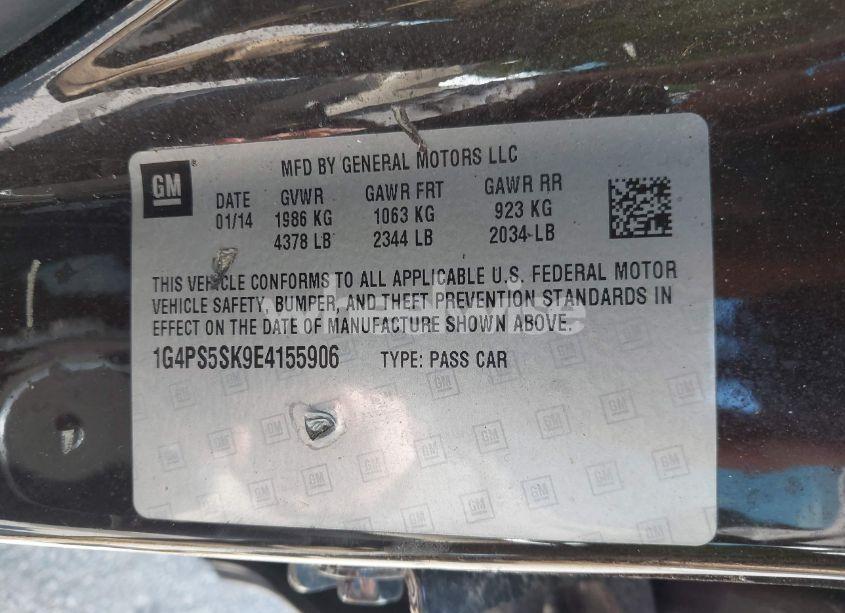 MFD BY GENERAL MOTORS LLC
GM
DATE GVWR GAWR FRT GAWR RR
01/14 1986 KG 1063 KG 923 KG
4378 LB 2344 LB 2034 LB
THIS VEHICLE CONFORMS TO ALL APPLICABLE U.S. FEDERAL MOTOR
VEHICLE SAFETY, BUMPER, AND THEFT PREVENTION STANDARDS IN
EFFECT ON THE DATE OF MANUFACTURE SHOWN ABOVE.
1G4PS5SK9E4155906 TYPE: PASS CAR